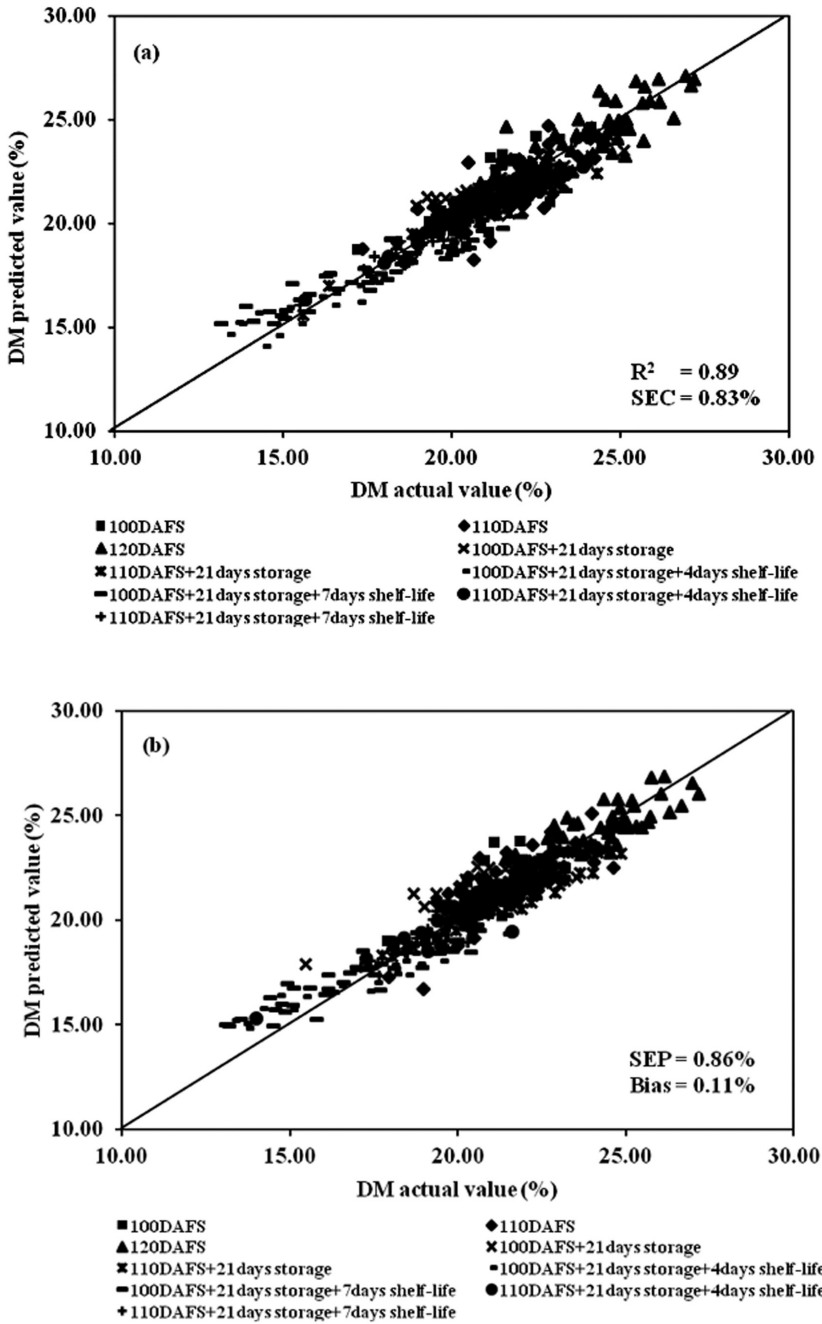 30.00
(a)
25.00
20.00
15.00
10.00
DM predicted value (%)
R² = 0.89
SEC = 0.83%
10.00 15.00 20.00 25.00 30.00
DM actual value (%)
100DAFS 110DAFS
120DAFS 100DAFS+21days storage
110DAFS+21days storage 100DAFS+21days storage+4days shelf-life
100DAFS+21days storage+7days shelf-life 110DAFS+21days storage+4days shelf-life
110DAFS+21days storage+7days shelf-life
30.00
(b)
25.00
20.00
15.00
10.00
DM predicted value (%)
SEP = 0.86%
Bias = 0.11%
10.00 15.00 20.00 25.00 30.00
DM actual value (%)
100DAFS 110DAFS
120DAFS 100DAFS+21days storage
110DAFS+21days storage 100DAFS+21days storage+4days shelf-life
100DAFS+21days storage+7days shelf-life 110DAFS+21days storage+4days shelf-life
110DAFS+21days storage+7days shelf-life